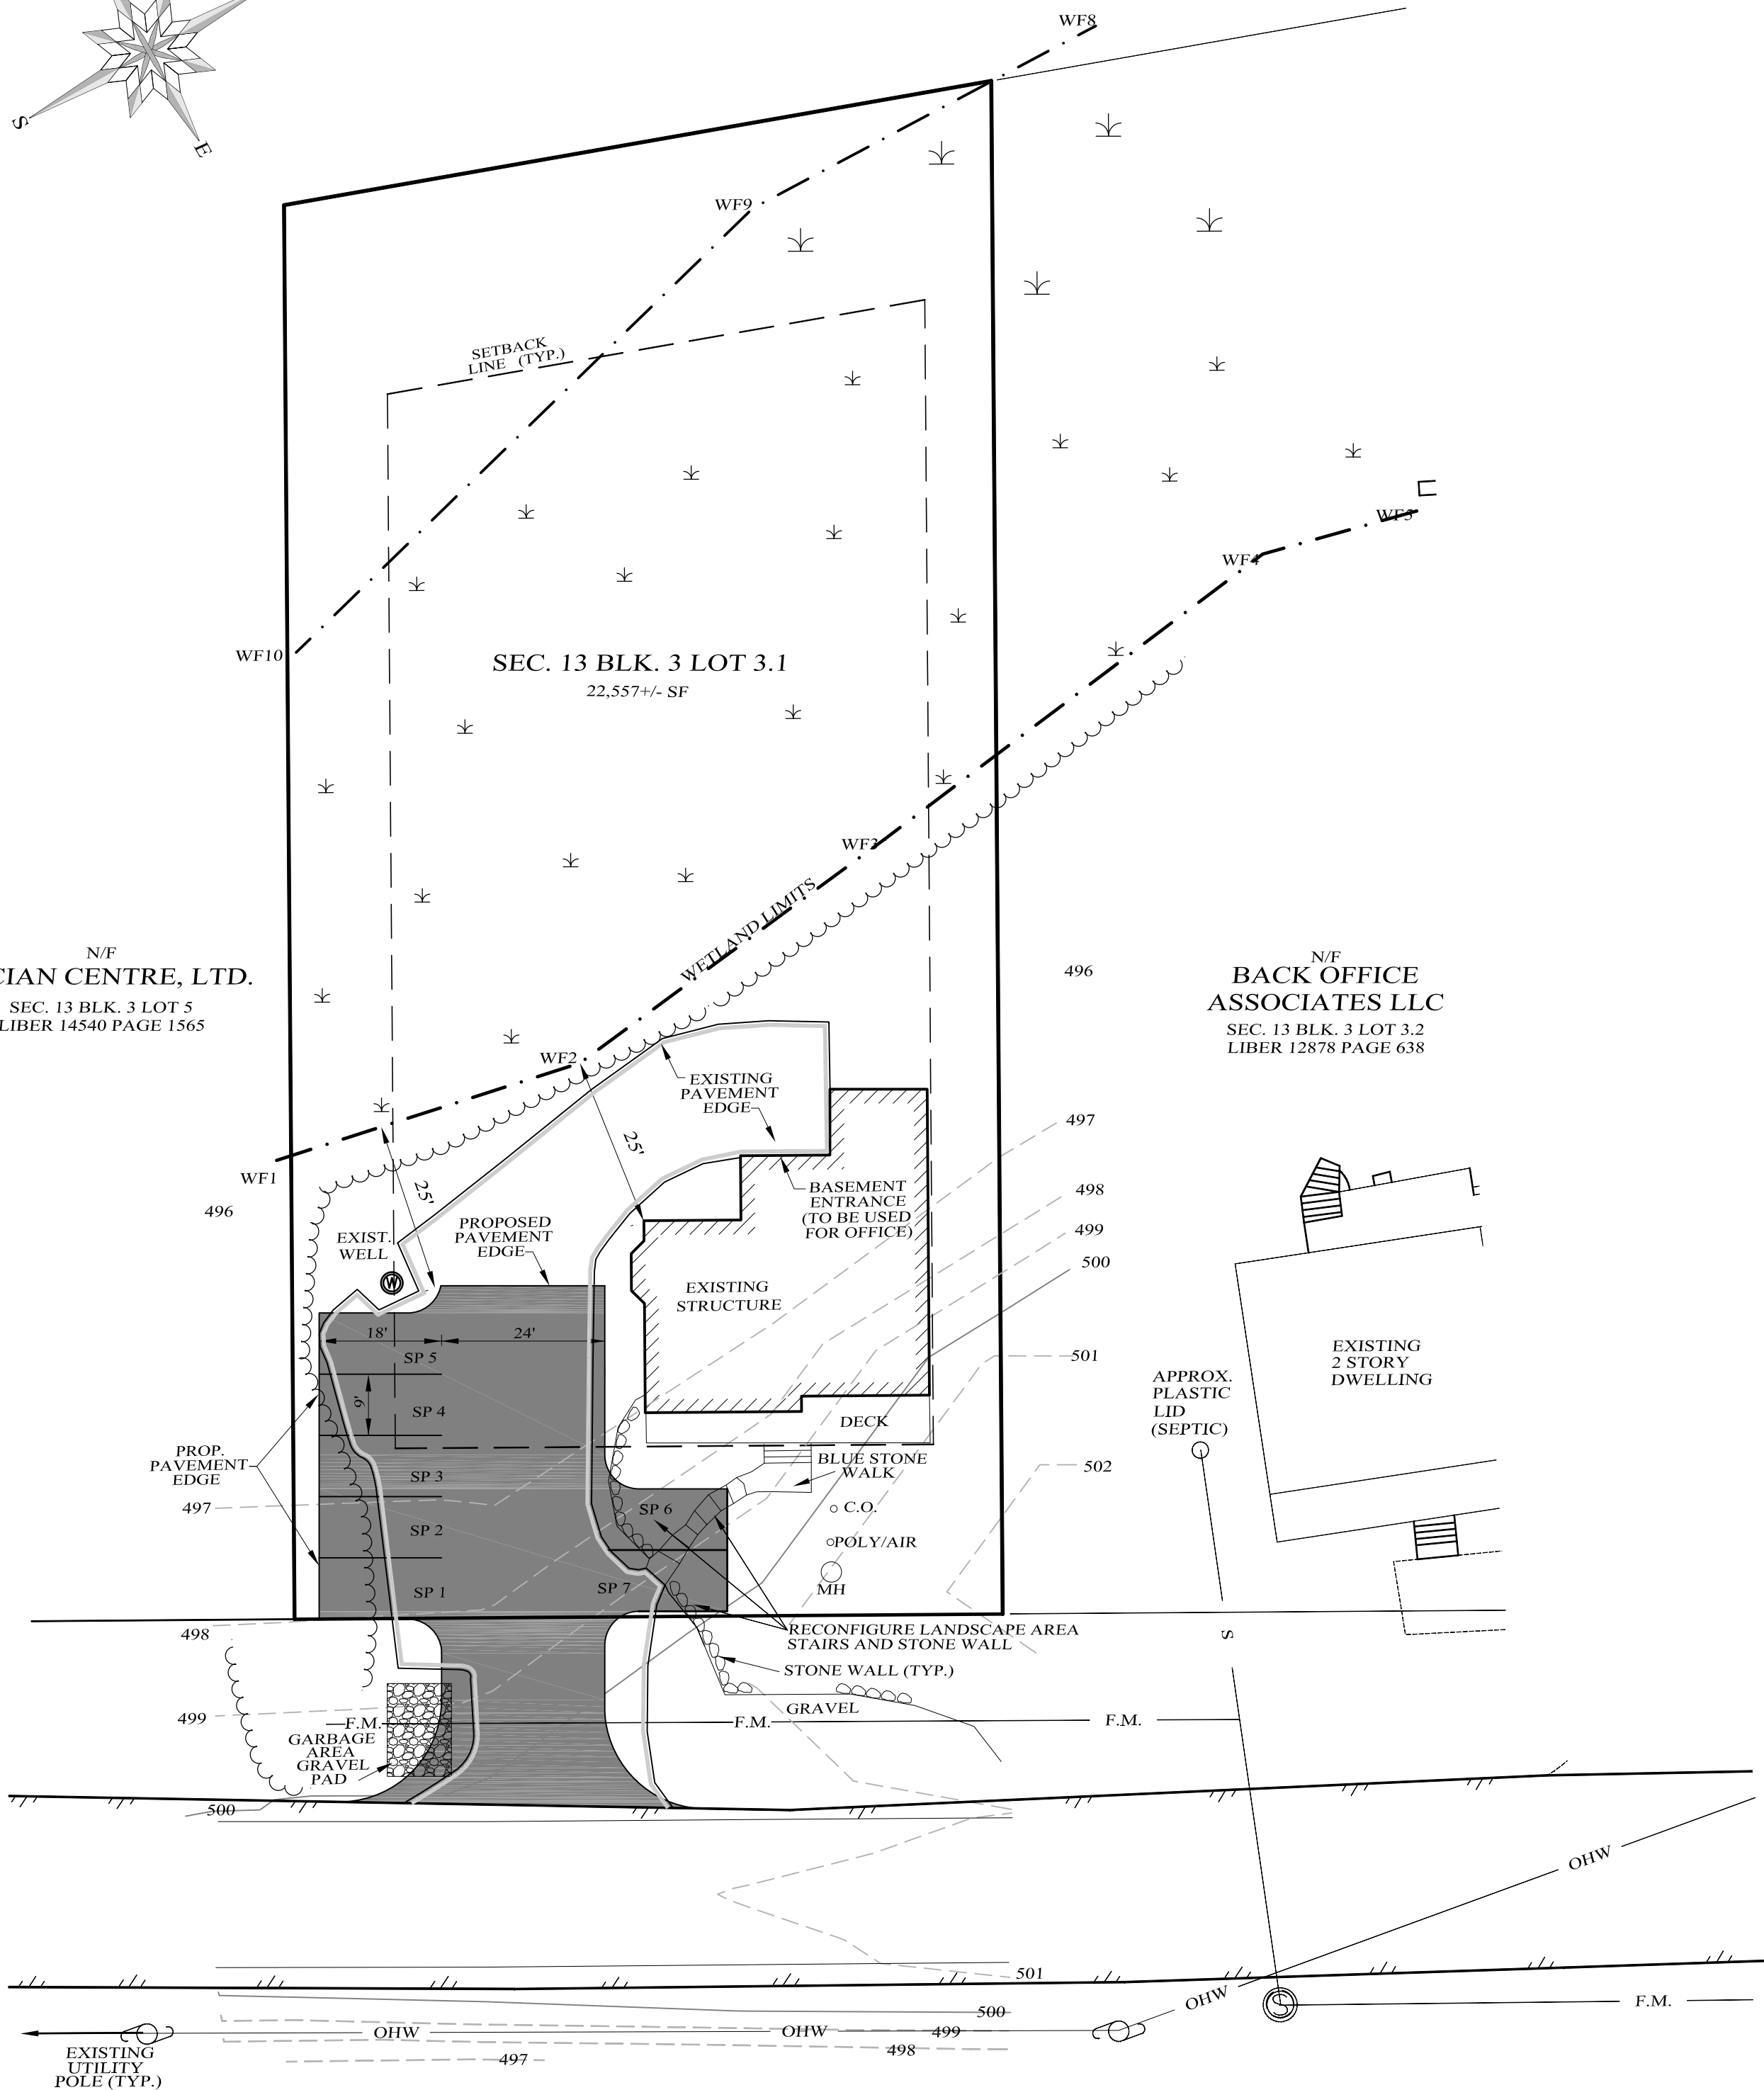 WF8
S
E
WF9
SETBACK
LINE (TYP.)
WF5
WF4
WF10
SEC. 13 BLK. 3 LOT 3.1
22,557+/- SF
WF3
WETLAND LIMITS
N/F
CIAN CENTRE, LTD.
SEC. 13 BLK. 3 LOT 5
LIBER 14540 PAGE 1565
496
N/F
BACK OFFICE
ASSOCIATES LLC
SEC. 13 BLK. 3 LOT 3.2
LIBER 12878 PAGE 638
WF2
EXISTING
PAVEMENT
EDGE
497
25'
WF1
25'
496
BASEMENT
ENTRANCE
(TO BE USED
FOR OFFICE)
498
499
500
EXIST.
WELL
W
PROPOSED
PAVEMENT
EDGE
EXISTING
STRUCTURE
18'
24'
SP 5
501
EXISTING
2 STORY
DWELLING
APPROX.
PLASTIC
LID
(SEPTIC)
9'
SP 4
DECK
PROP.
PAVEMENT
EDGE
BLUE STONE
WALK
502
SP 3
497
SP 6
C.O.
SP 2
POLY/AIR
SP 1
SP 7
MH
498
RECONFIGURE LANDSCAPE AREA
STAIRS AND STONE WALL
S
STONE WALL (TYP.)
499
GRAVEL
F.M.
F.M.
F.M.
GARBAGE
AREA
GRAVEL
PAD
500
OHW
501
500
OHW
S
F.M.
OHW
OHW
499
498
497
EXISTING
UTILITY
POLE (TYP.)